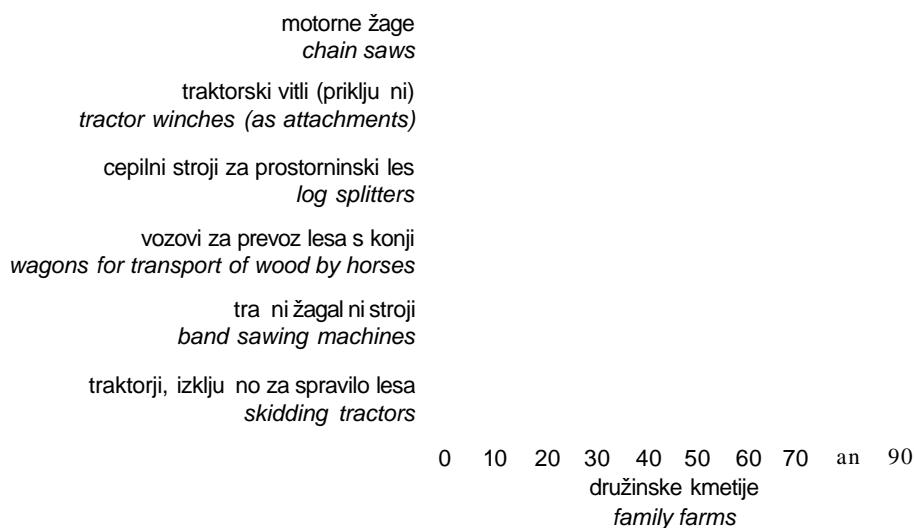 motorne žage
chain saws
traktorski vitli (priklju ni)
tractor winches (as attachments)
cepilni stroji za prostorninski les
log splitters
vozovi za prevoz lesa s konji
wagons for transport of wood by horses
tra ni žagal ni stroji
band sawing machines
traktorji, izklju no za spravilo lesa
skidding tractors
0 10 20 30 40 50 60 70 an 90
družinske kmetije
family farms